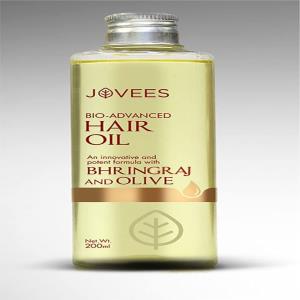 JOVEES
BIO-ADVANCED
HAIR
OIL
An innovative and
potent formula with
BHRINGRAJ
AND OLIVE
Net. Wt.
200ml